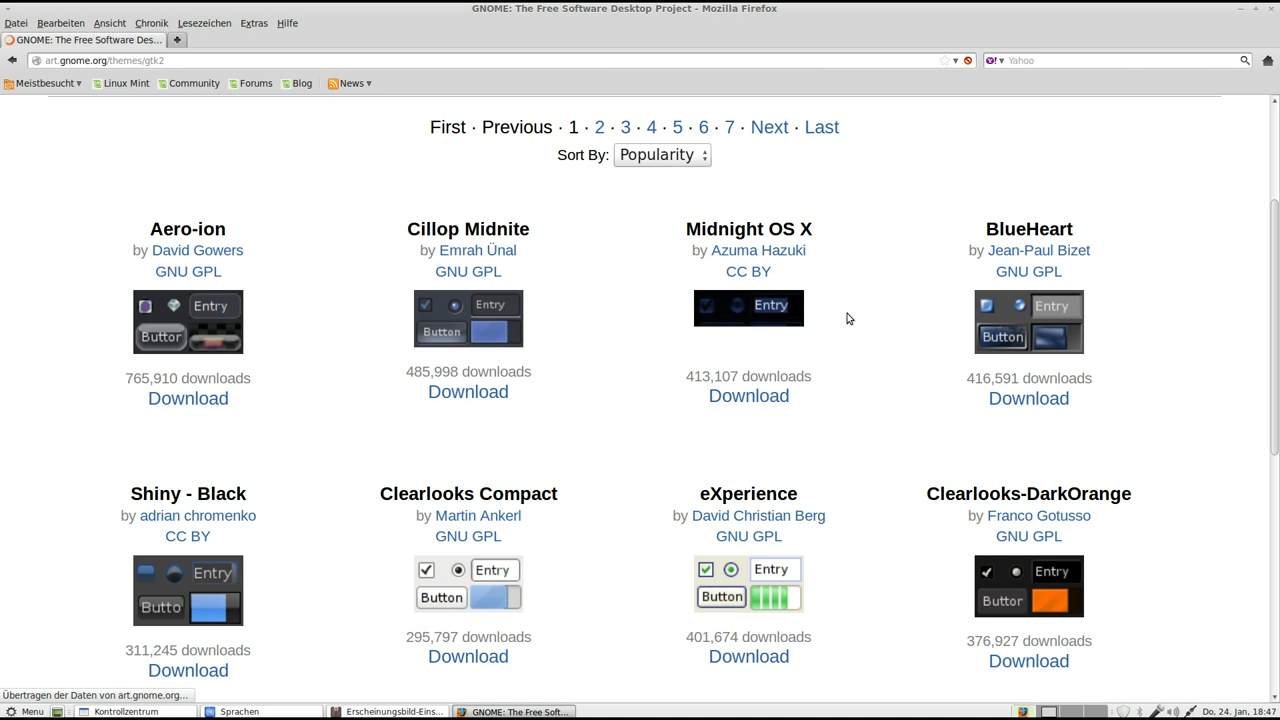 GNOME: The Free Software Desktop Project - Mozilla Firefox
Datei Bearbeiten Ansicht Chronik Lesezeichen Extras Hilfe
GNOME: The Free Software Des...
art.gnome.org/themes/gtk2 Yahoo
Meistbesucht Linux Mint Community Forums Blog News
First · Previous · 1 · 2 · 3 · 4 · 5 · 6 · 7 · Next · Last
Sort By: Popularity
Aero-ion Cillop Midnite Midnight OS X BlueHeart
by David Gowers by Emrah Ünal by Azuma Hazuki by Jean-Paul Bizet
GNU GPL GNU GPL CC BY GNU GPL
Entry Entry Entry Entry
Buttor Button Button
765,910 downloads 485,998 downloads 413,107 downloads 416,591 downloads
Download Download Download Download
Shiny - Black Clearlooks Compact eXperience Clearlooks-DarkOrange
by adrian chromenko by Martin Ankerl by David Christian Berg by Franco Gotusso
CC BY GNU GPL GNU GPL GNU GPL
Entry Entry Entry Entry
Butto Button Button Buttor
311,245 downloads 295,797 downloads 401,674 downloads 376,927 downloads
Download Download Download Download
Übertragen der Daten von art.gnome.org...
Menu Kontrollzentrum Sprachen Erscheinungsbild-Eins... GNOME: The Free Soft... Do, 24. Jan, 18:47